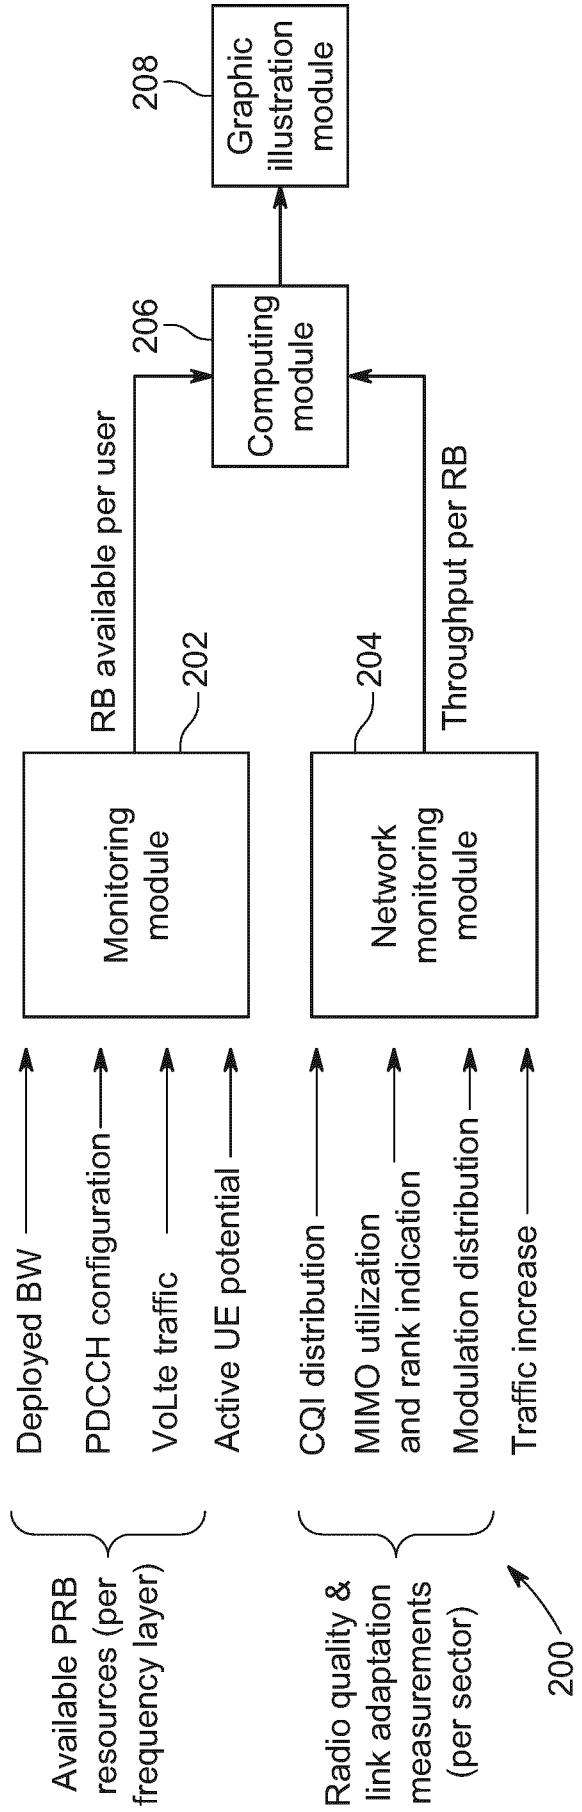 Available PRB
resources (per
frequency layer)
Deployed BW
PDCCH configuration
VoLte traffic
Active UE potential
Monitoring
module
202
RB available per user
Radio quality &
link adaptation
measurements
(per sector)
CQI distribution
MIMO utilization
and rank indication
Modulation distribution
Traffic increase
Network
monitoring
module
204
Throughput per RB
Computing
module
206
Graphic
illustration
module
208
200